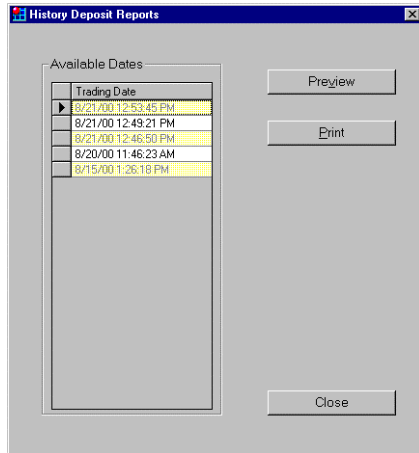 History Deposit Reports
Available Dates
Trading Date
8/21/00 12:53:45 PM
8/21/00 12:49:21 PM
8/21/00 12:46:50 PM
8/20/00 11:46:23 AM
8/15/00 1:26:18 PM
Preview
Print
Close